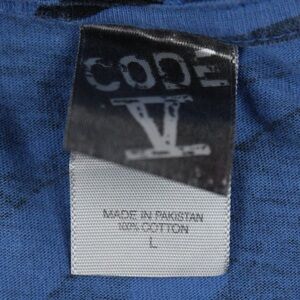 CODE
V
MADE IN PAKISTAN
100% COTTON
L